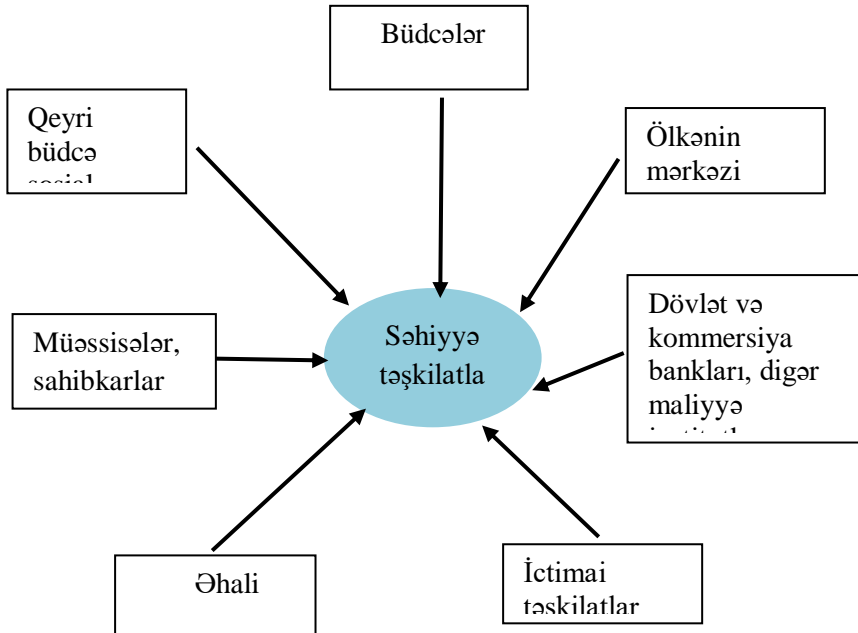 Büdcələr
Qeyri
büdcə
Ölkənin
mərkəzi
Müəssisələr,
sahibkarlar
Səhiyyə
təşkilatla
Dövlət və
kommersiya
bankları, digər
maliyyə
Əhali
İctimai
təşkilatlar